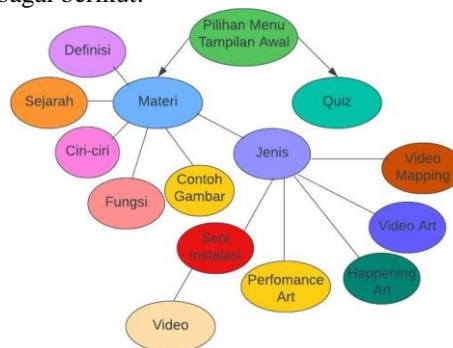 bagai berikut:
Pilihan Menu
Tampilan Awal
Definisi
Sejarah
Materi
Quiz
Ciri-ciri
Jenis
Video
Mapping
Fungsi
Contoh
Gambar
Video Art
Seni
Instalasi
Perfomance
Art
Happening
Art
Video